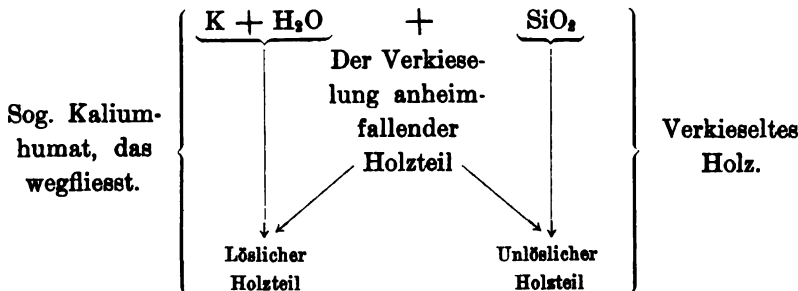 K + H₂O + SiO₂
Der Verkiese-
lung anheim-
fallender
Holzteil
Sog. Kalium-
humat, das
wegfliesst.
Verkieseltes
Holz.
Löslicher
Holzteil
Unlöslicher
Holzteil